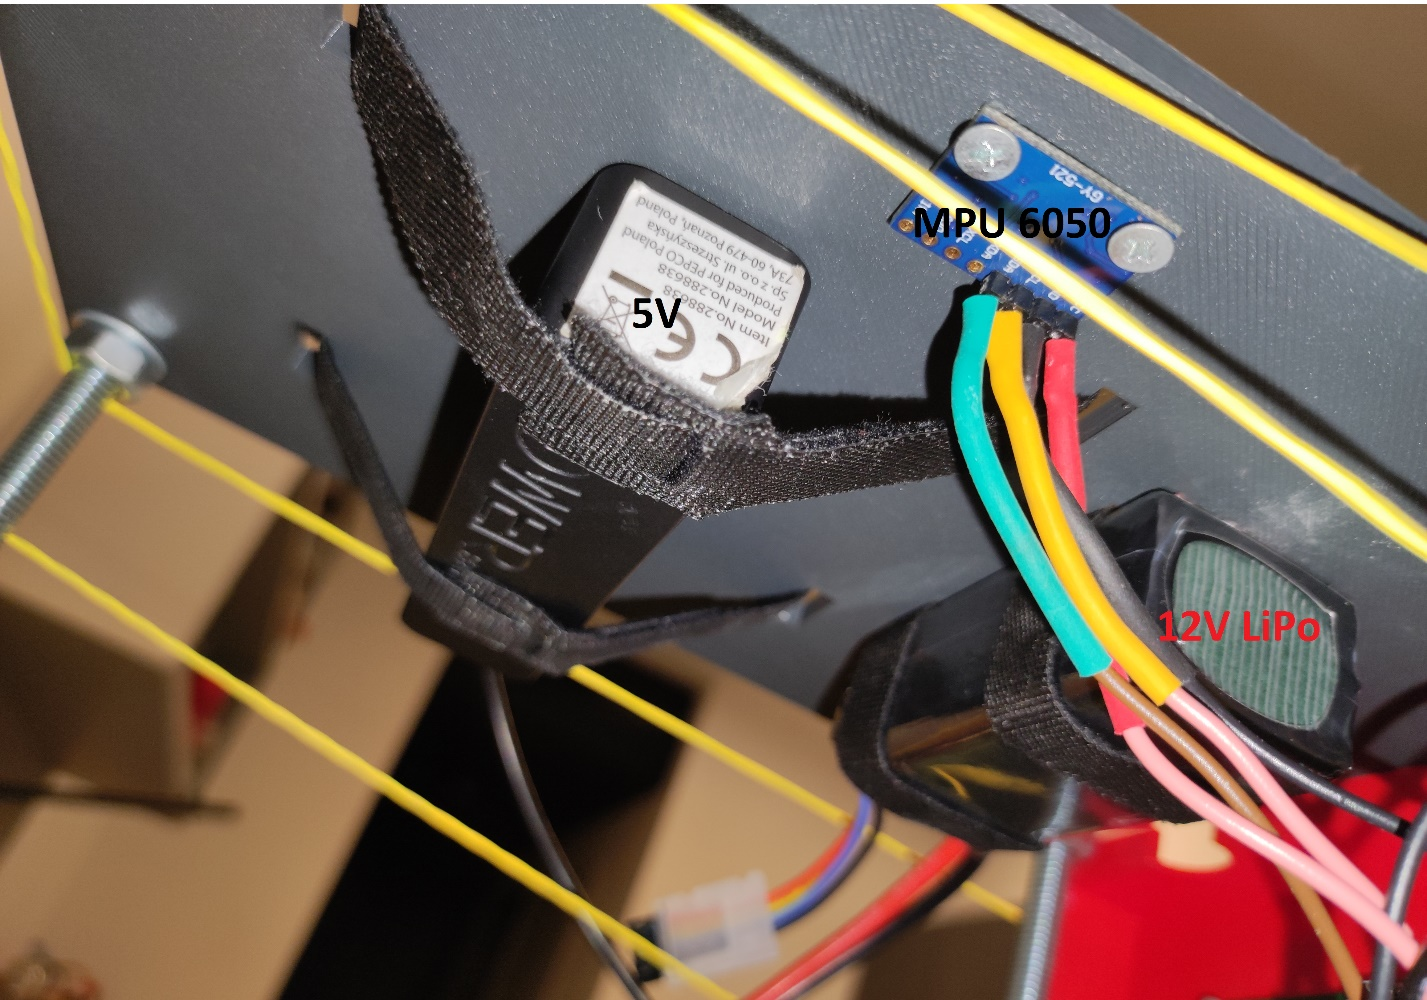 GY-521
MPU 6050
5V
Item No.288638
Model No.288638
Produced for PEPCO Poland
Sp. z o.o. ul. Strzeszyńska
73A, 60-479 Poznań, Poland
CE
12V LiPo